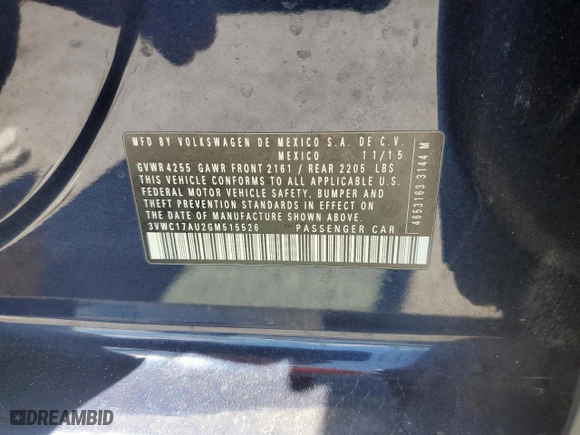 MFD BY VOLKSWAGEN DE MEXICO S.A. DE C.V.
MEXICO 11/15
GVWR 4255 GAWR FRONT 2161 / REAR 2205 LBS
THIS VEHICLE CONFORMS TO ALL APPLICABLE U.S.
FEDERAL MOTOR VEHICLE SAFETY, BUMPER AND
THEFT PREVENTION STANDARDS IN EFFECT ON
THE DATE OF MANUFACTURE SHOWN ABOVE.
3VWC17AU2GM515526 PASSENGER CAR
4653163 3144 M
DREAMBID